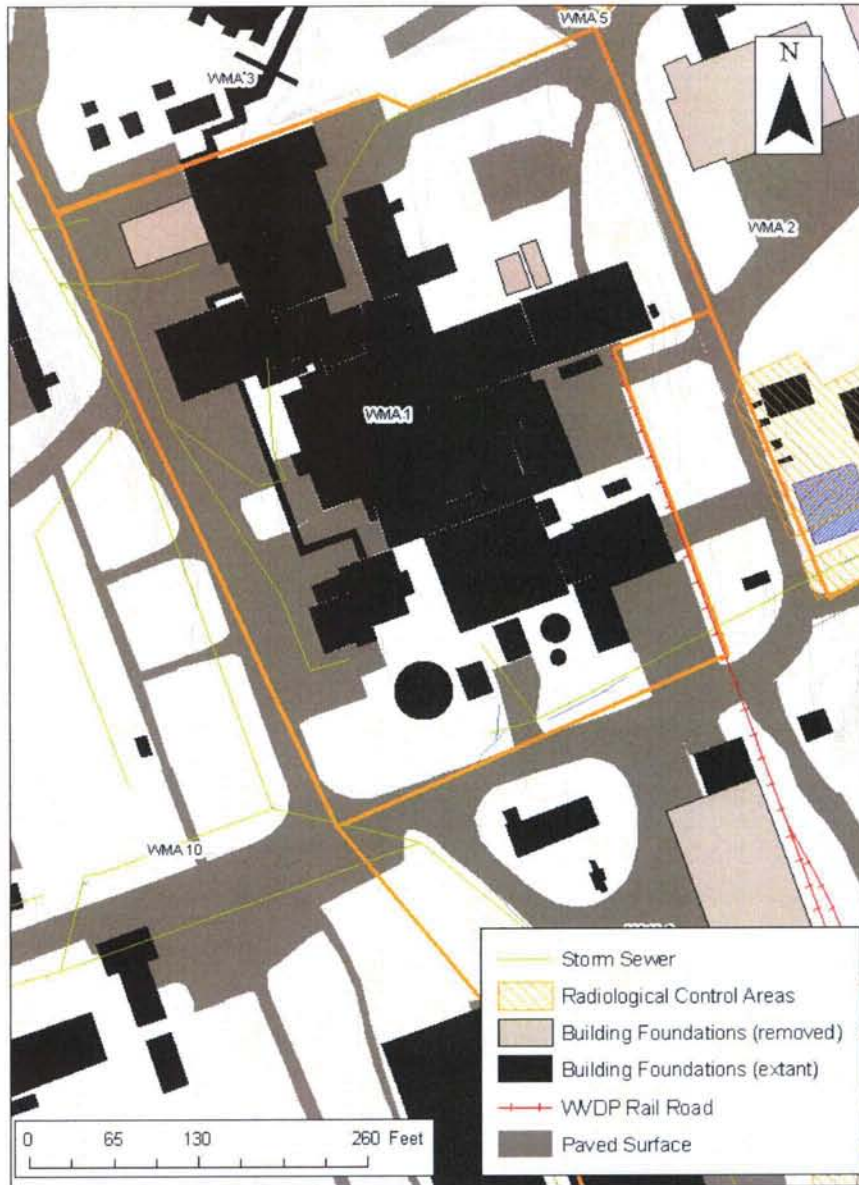 WMA 5
WMA 3
N
WMA 2
WMA 1
WMA 10
Storm Sewer
Radiological Control Areas
Building Foundations (removed)
Building Foundations (extant)
WVDP Rail Road
Paved Surface
0 65 130 260 Feet